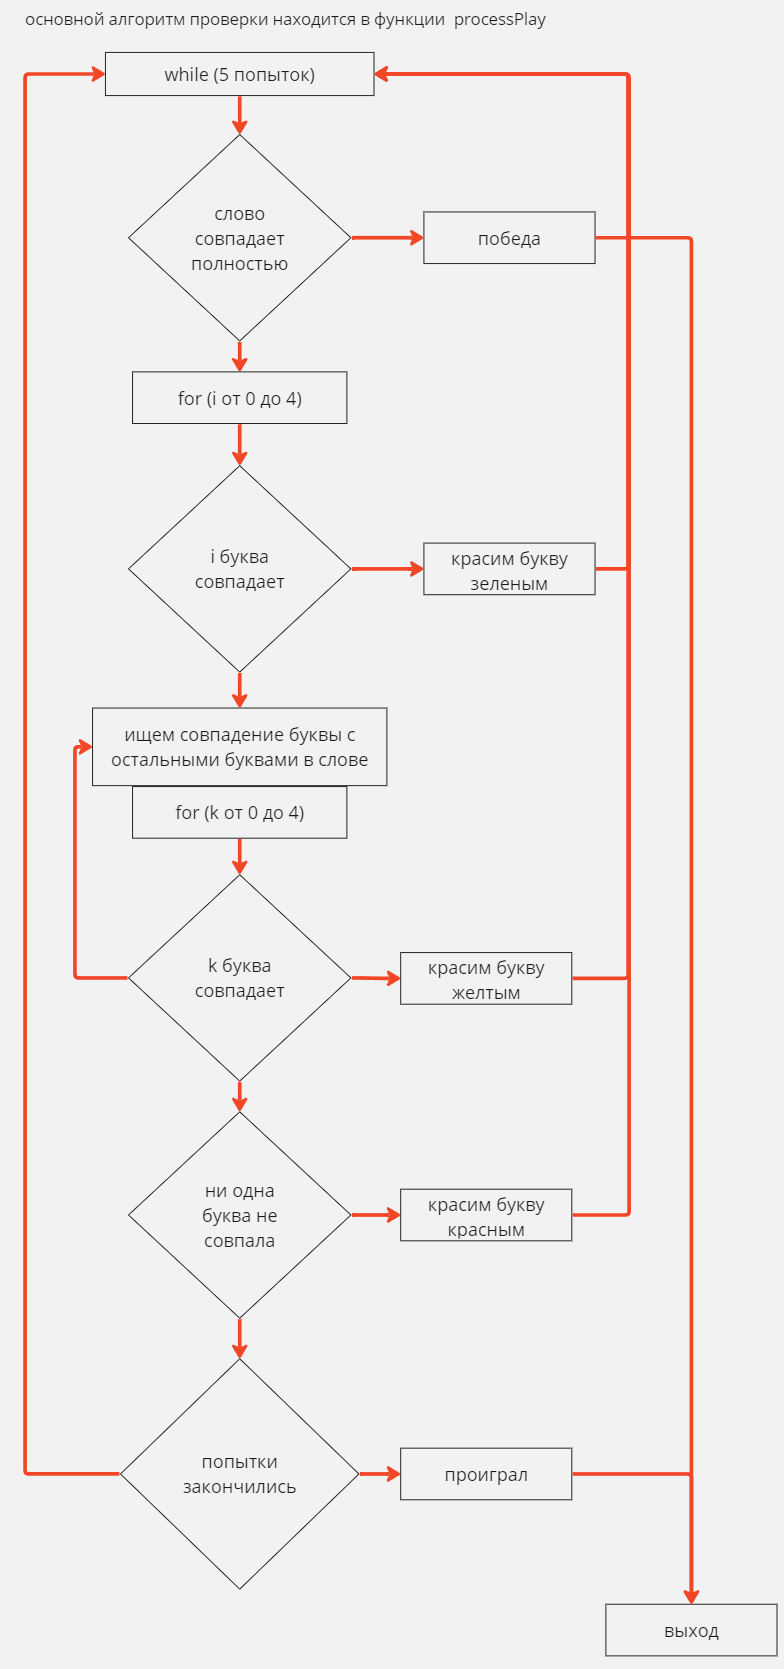 основной алгоритм проверки находится в функции processPlay
while (5 попыток)
слово
совпадает
полностью
победа
for (i от 0 до 4)
i буква
совпадает
красим букву
зеленым
ищем совпадение буквы с
остальными буквами в слове
for (k от 0 до 4)
k буква
совпадает
красим букву
желтым
ни одна
буква не
совпала
красим букву
красным
попытки
закончились
проиграл
выход